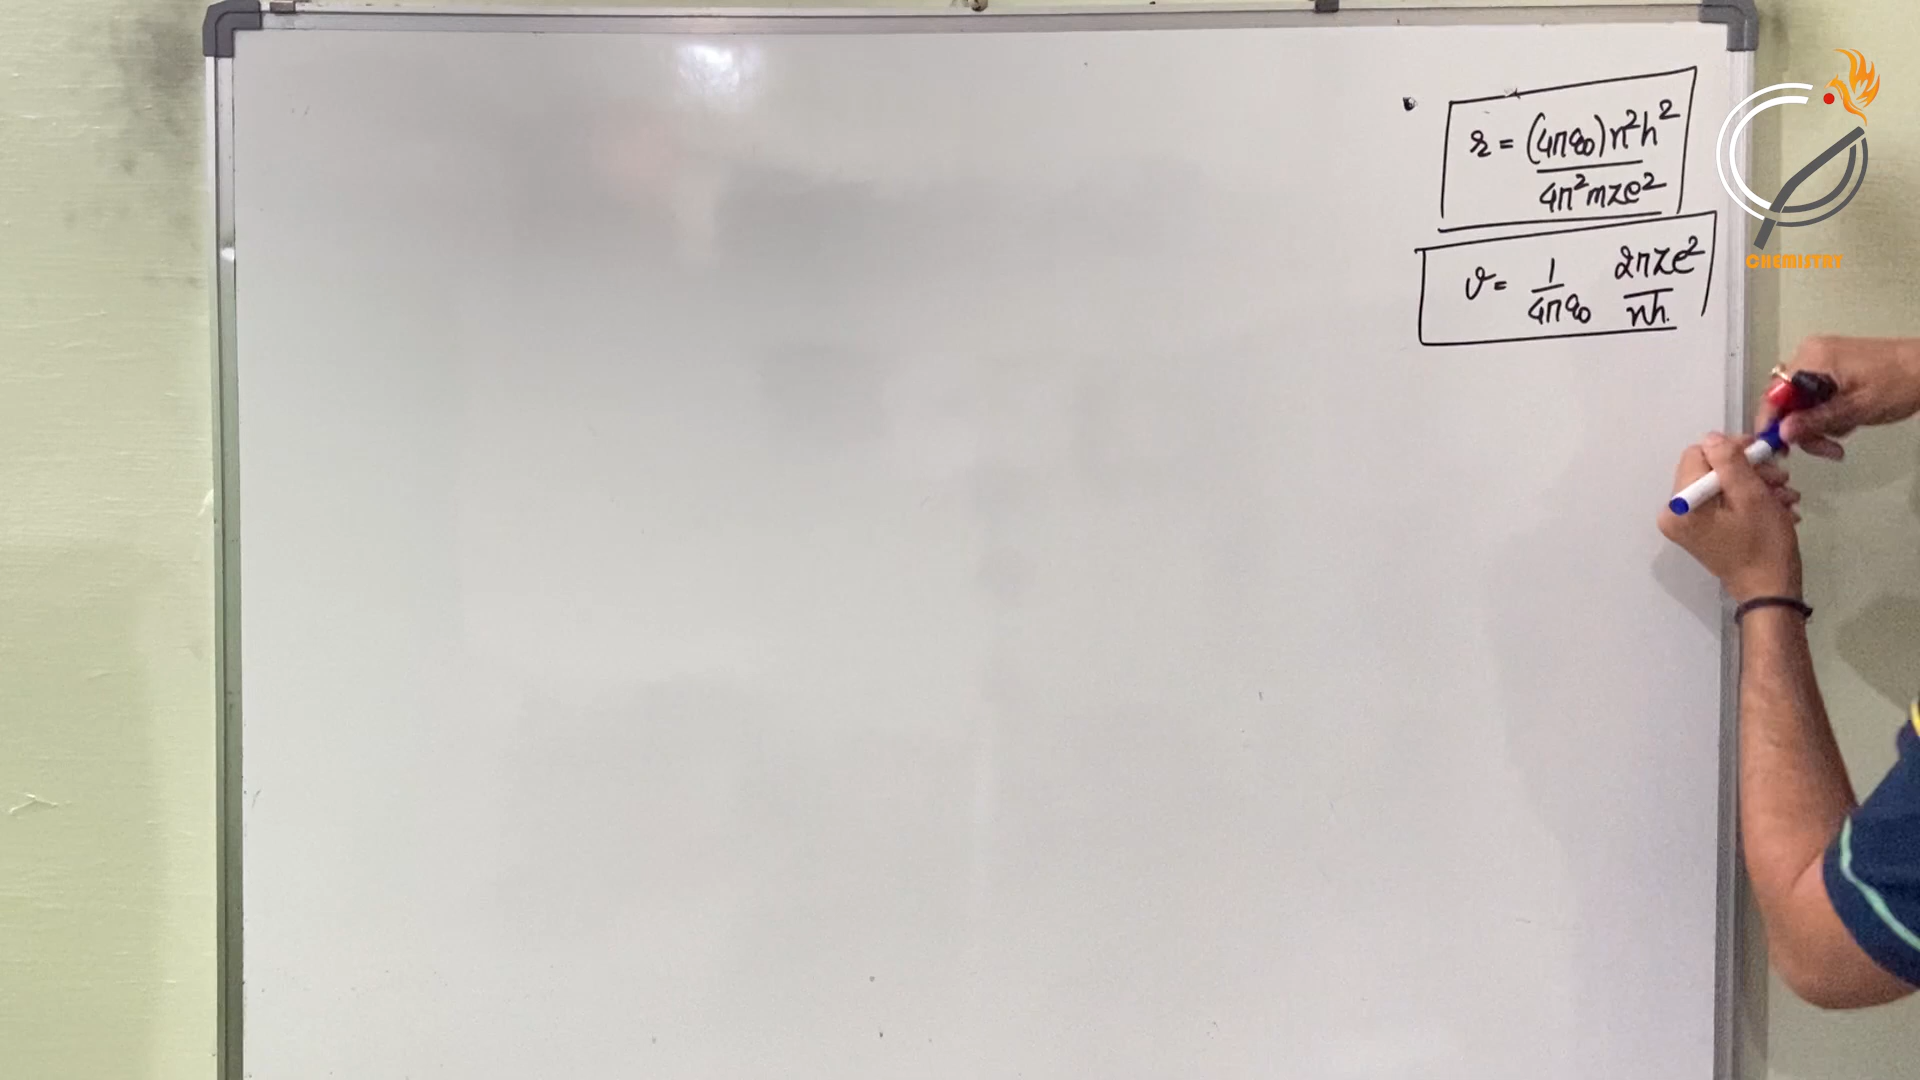 r = (4πε₀)n²h² / 4π²mze²
v = 1/4πε₀ 2πze²/nh
CHEMISTRY